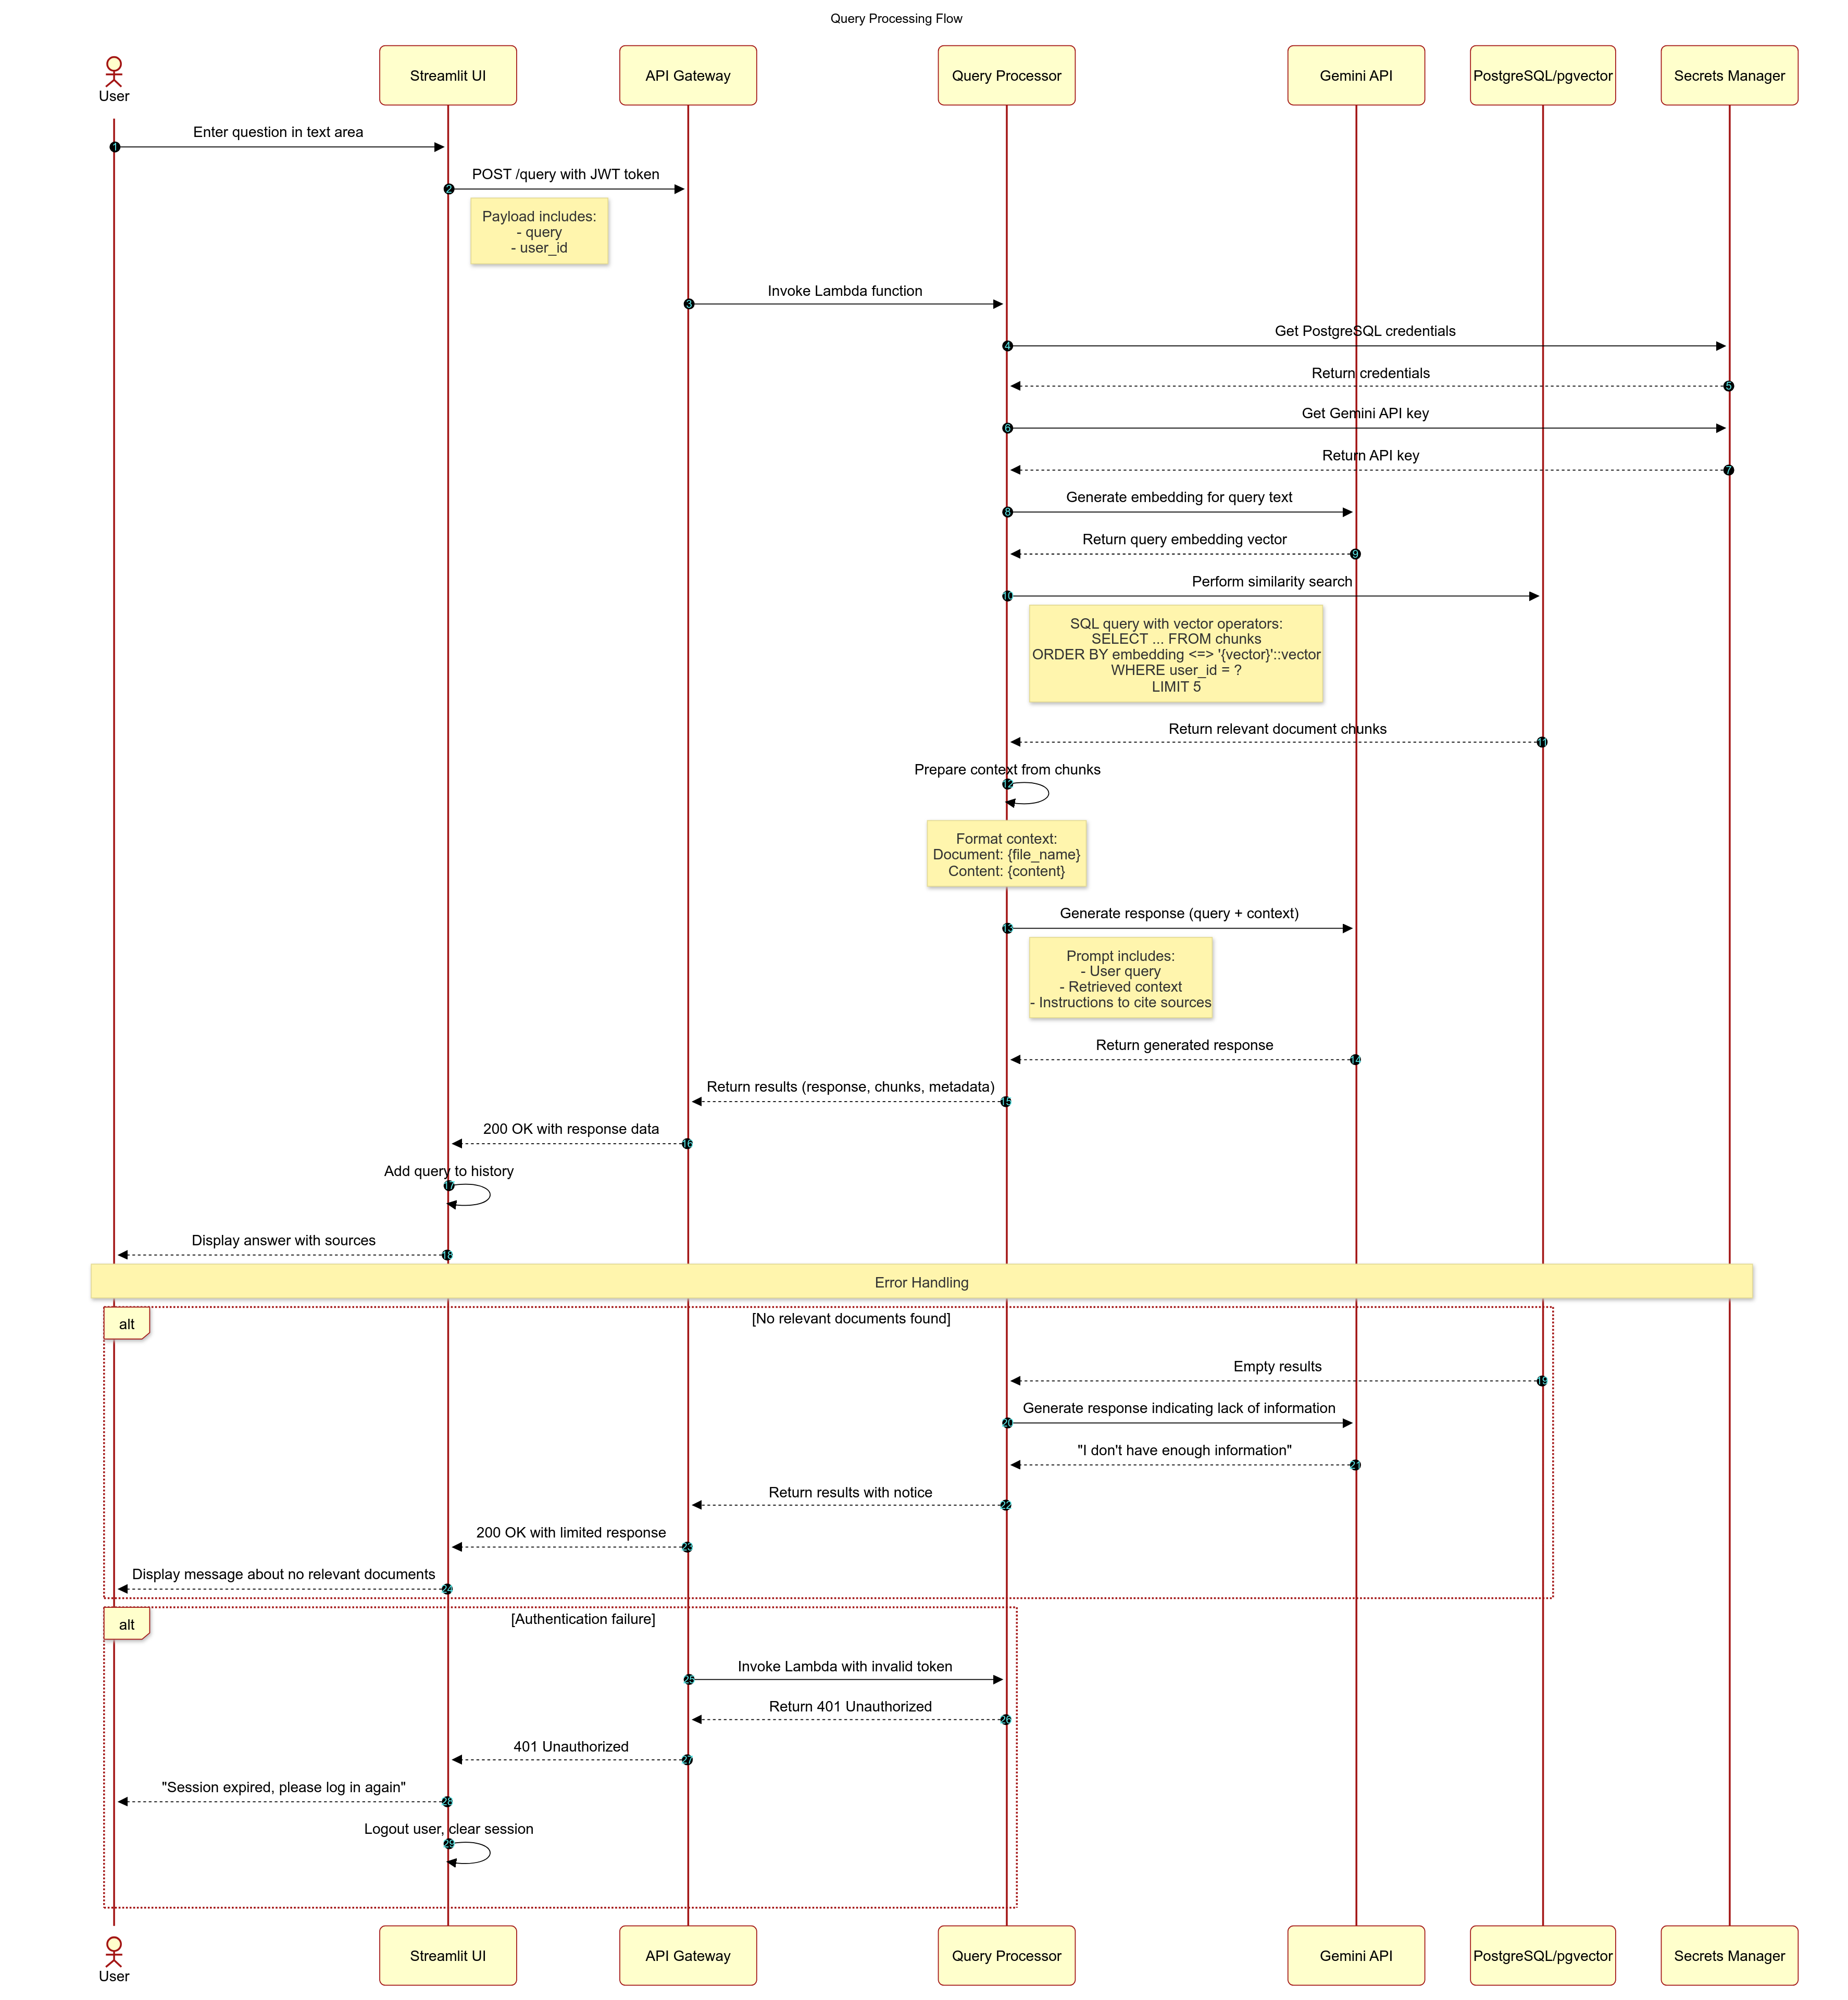 Query Processing Flow
User
Streamlit UI
API Gateway
Query Processor
Gemini API
PostgreSQL/pgvector
Secrets Manager
Enter question in text area
1
POST /query with JWT token
2
Payload includes:
- query
- user_id
Invoke Lambda function
3
Get PostgreSQL credentials
4
Return credentials
5
Get Gemini API key
6
Return API key
7
Generate embedding for query text
8
Return query embedding vector
9
Perform similarity search
10
SQL query with vector operators:
SELECT ... FROM chunks
ORDER BY embedding <=> '{vector}'::vector
WHERE user_id = ?
LIMIT 5
Return relevant document chunks
11
Prepare context from chunks
12
Format context:
Document: {file_name}
Content: {content}
Generate response (query + context)
13
Prompt includes:
- User query
- Retrieved context
- Instructions to cite sources
Return generated response
14
Return results (response, chunks, metadata)
15
200 OK with response data
16
Add query to history
17
Display answer with sources
18
Error Handling
alt
[No relevant documents found]
Empty results
19
Generate response indicating lack of information
20
"I don't have enough information"
21
Return results with notice
22
200 OK with limited response
23
Display message about no relevant documents
24
alt
[Authentication failure]
Invoke Lambda with invalid token
25
Return 401 Unauthorized
26
401 Unauthorized
27
"Session expired, please log in again"
28
Logout user, clear session
29
User
Streamlit UI
API Gateway
Query Processor
Gemini API
PostgreSQL/pgvector
Secrets Manager